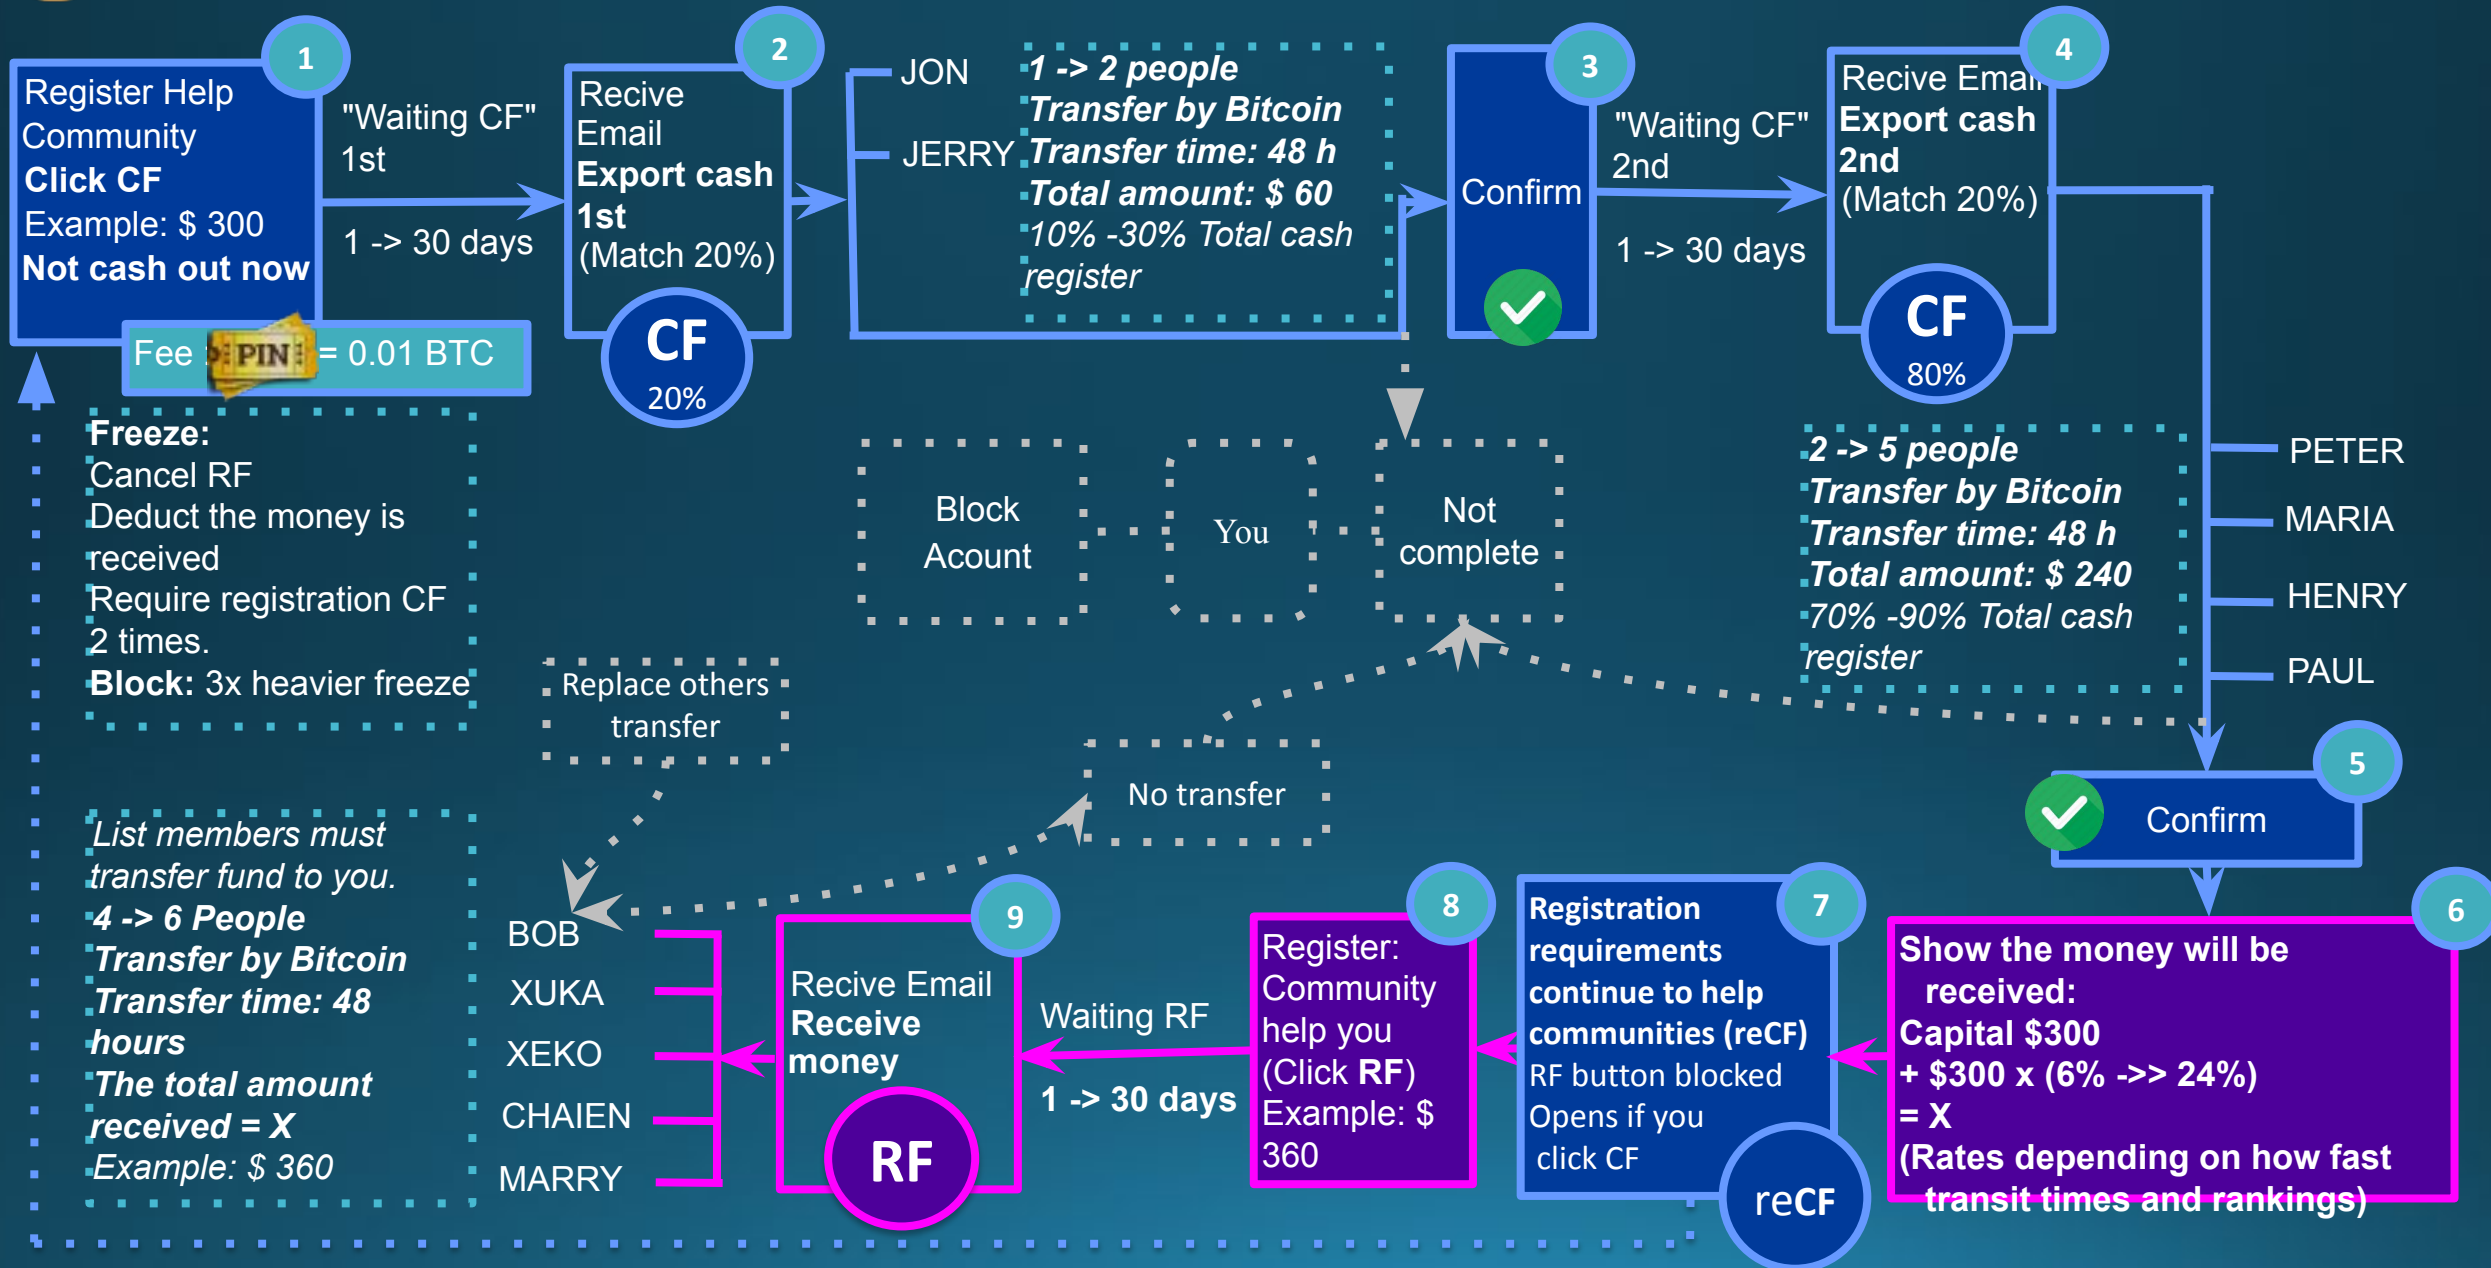 1
Register Help
Community
Click CF
Example: $ 300
Not cash out now
Fee :
PIN
= 0.01 BTC
"Waiting CF"
1st
1 -> 30 days
2
Recive
Email
Export cash
1st
(Match 20%)
CF
20%
JON
JERRY
1 -> 2 people
Transfer by Bitcoin
Transfer time: 48 h
Total amount: $ 60
10% -30% Total cash
register
3
Confirm
"Waiting CF"
2nd
1 -> 30 days
4
Recive Email
Export cash
2nd
(Match 20%)
CF
80%
Freeze:
Cancel RF
Deduct the money is
received
Require registration CF
2 times.
Block: 3x heavier freeze
Block
Acount
You
Not
complete
2 -> 5 people
Transfer by Bitcoin
Transfer time: 48 h
Total amount: $ 240
70% -90% Total cash
register
PETER
MARIA
HENRY
PAUL
Replace others
transfer
No transfer
5
Confirm
List members must
transfer fund to you.
4 -> 6 People
Transfer by Bitcoin
Transfer time: 48
hours
The total amount
received = X
Example: $ 360
BOB
XUKA
XEKO
CHAIEN
MARRY
9
Recive Email
Receive
money
RF
Waiting RF
1 -> 30 days
8
Register:
Community
help you
(Click RF)
Example: $
360
7
Registration
requirements
continue to help
communities (reCF)
RF button blocked
Opens if you
click CF
reCF
6
Show the money will be
received:
Capital $300
+ $300 x (6% ->> 24%)
= X
(Rates depending on how fast
transit times and rankings)